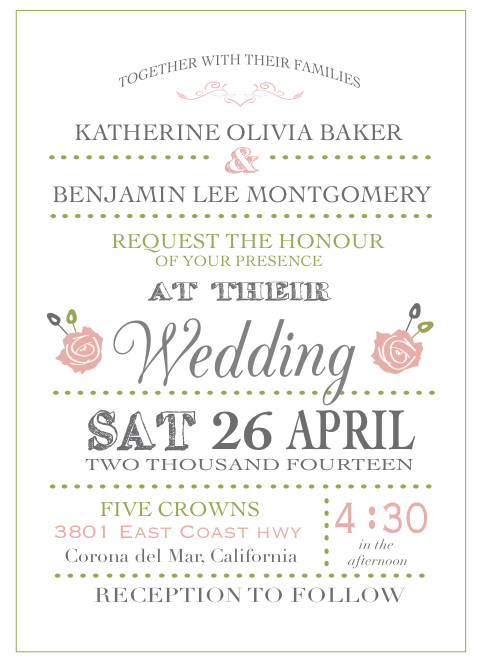 TOGETHER WITH THEIR FAMILIES
KATHERINE OLIVIA BAKER
&
BENJAMIN LEE MONTGOMERY
REQUEST THE HONOUR
OF YOUR PRESENCE
AT THEIR
Wedding
SAT 26 APRIL
TWO THOUSAND FOURTEEN
FIVE CROWNS
3801 East Coast hwy
Corona del Mar, California
4:30
in the
afternoon
RECEPTION TO FOLLOW